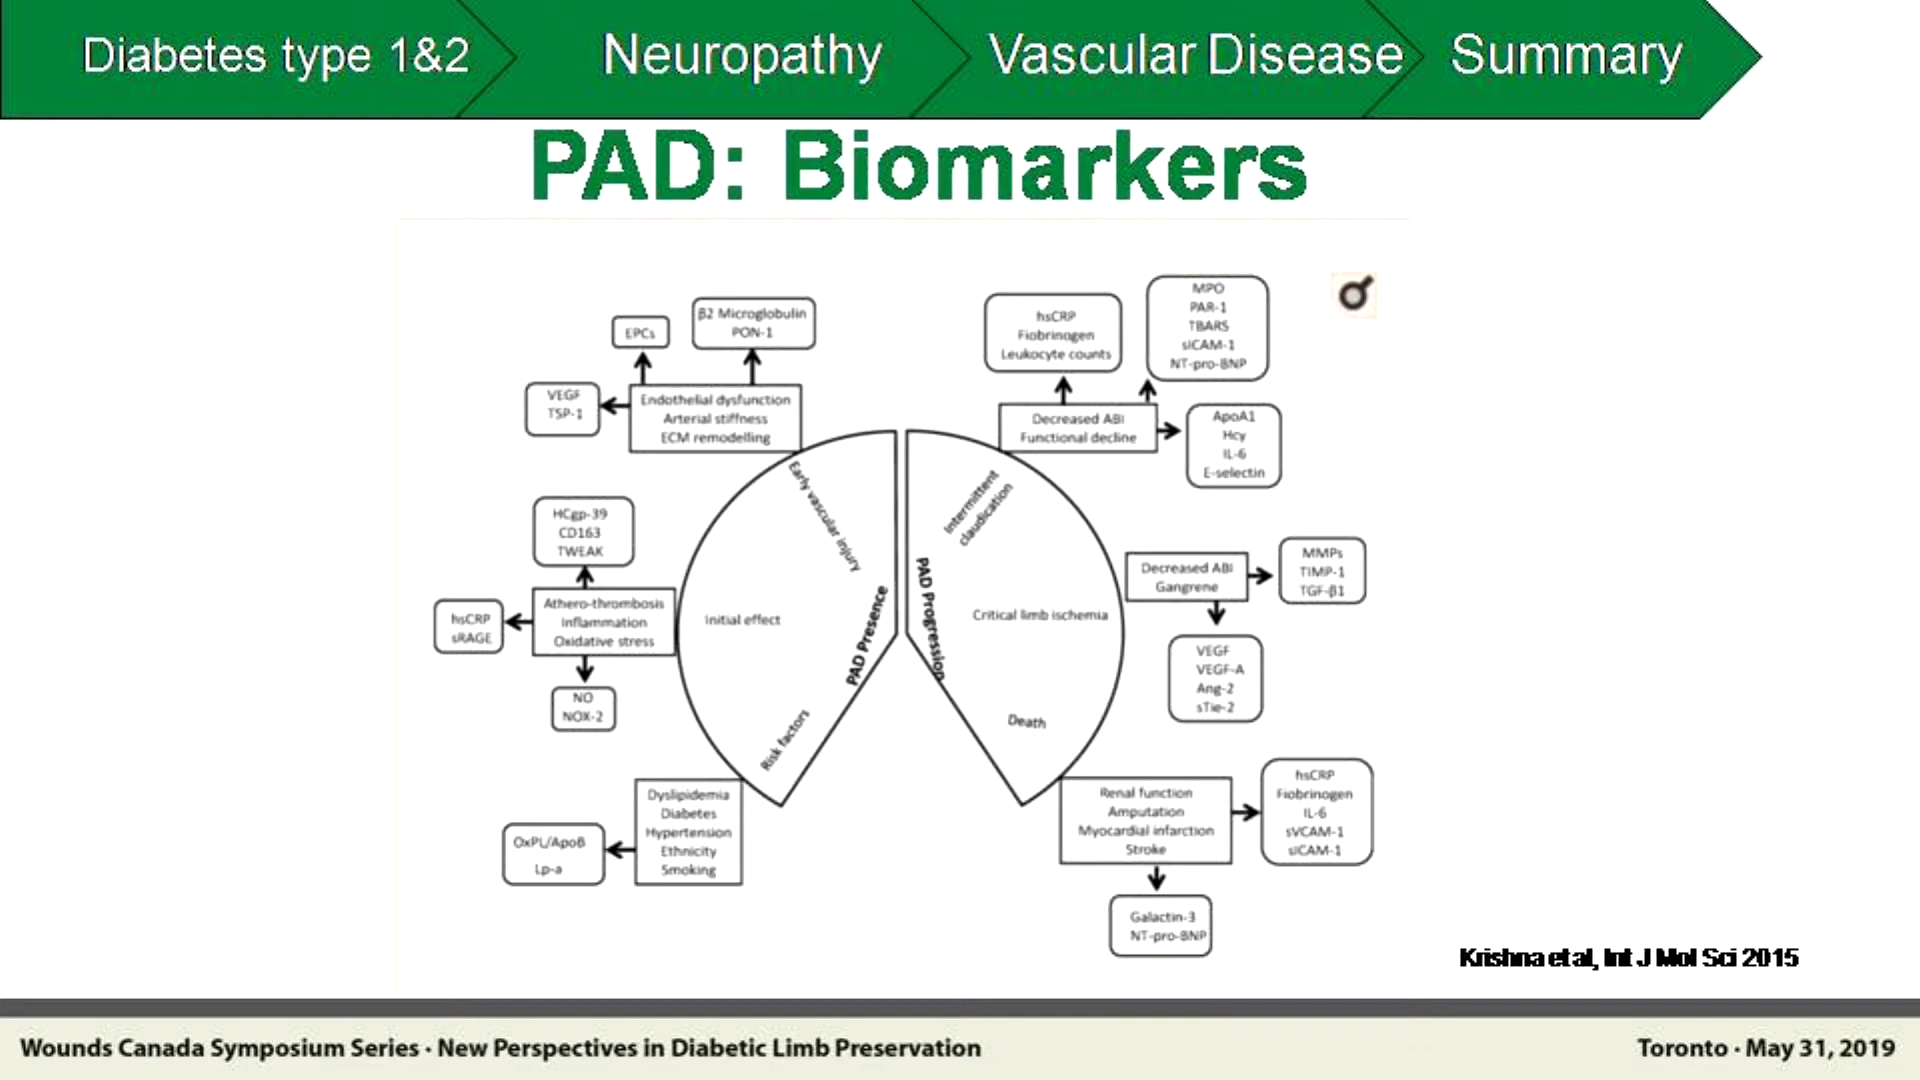 Diabetes type 1&2
Neuropathy
Vascular Disease
Summary
PAD: Biomarkers
EPCs
β2 Microglobulin
PON-1
VEGF
TSP-1
Endothelial dysfunction
Arterial stiffness
ECM remodelling
HCgp-39
CD163
TWEAK
hsCRP
sRAGE
Athero-thrombosis
Inflammation
Oxidative stress
NO
NOX-2
OxPL/ApoB
Lp-a
Dyslipidemia
Diabetes
Hypertension
Ethnicity
Smoking
Early vascular injury
Initial effect
Risk factors
PAD Presence
PAD Progression
Intermittent
claudication
Critical limb ischemia
Death
hsCRP
Fiobrinogen
Leukocyte counts
MPO
PAR-1
TBARS
sICAM-1
NT-pro-BNP
Decreased ABI
Functional decline
ApoA1
Hcy
IL-6
E-selectin
Decreased ABI
Gangrene
MMPs
TIMP-1
TGF-β1
VEGF
VEGF-A
Ang-2
sTie-2
Renal function
Amputation
Myocardial infarction
Stroke
hsCRP
Fiobrinogen
IL-6
sVCAM-1
sICAM-1
Galactin-3
NT-pro-BNP
Krishna et al, Int J Mol Sci 2015
Wounds Canada Symposium Series · New Perspectives in Diabetic Limb Preservation
Toronto · May 31, 2019